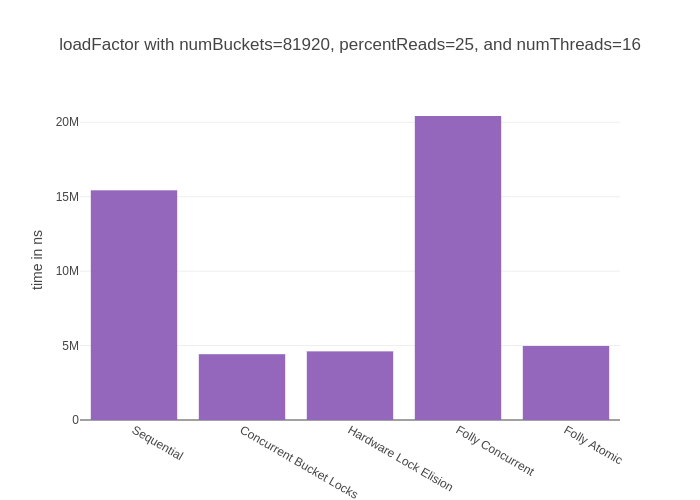 loadFactor with numBuckets=81920, percentReads=25, and numThreads=16
time in ns
20M
15M
10M
5M
0
Sequential
Concurrent Bucket Locks
Hardware Lock Elision
Folly Concurrent
Folly Atomic